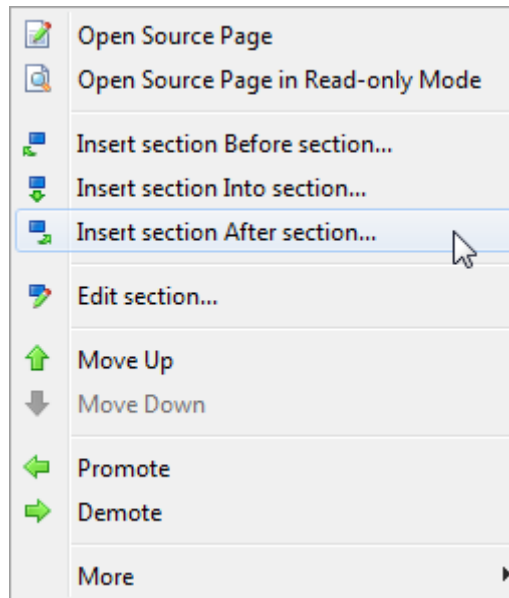 Open Source Page
Open Source Page in Read-only Mode
Insert section Before section...
Insert section Into section...
Insert section After section...
Edit section...
Move Up
Move Down
Promote
Demote
More